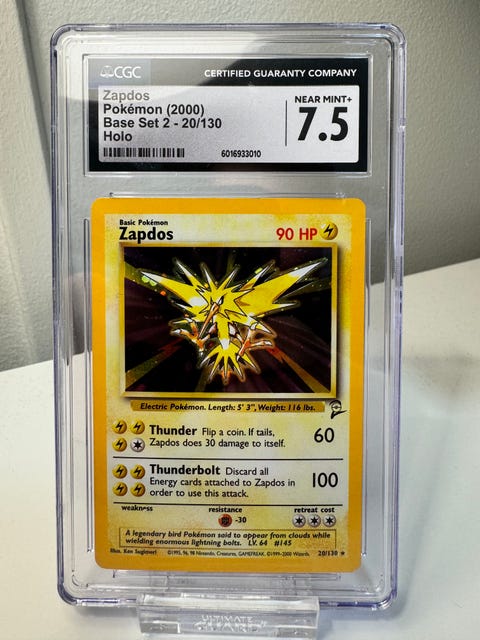 CGC
CERTIFIED GUARANTY COMPANY
Zapdos
Pokémon (2000)
Base Set 2 - 20/130
Holo
6016933010
NEAR MINT+
7.5
Basic Pokémon
Zapdos
90 HP
Electric Pokémon. Length: 5' 3", Weight: 116 lbs.
Thunder Flip a coin. If tails,
Zapdos does 30 damage to itself.
60
Thunderbolt Discard all
Energy cards attached to Zapdos in
order to use this attack.
100
weakness
resistance
retreat cost
-30
A legendary bird Pokémon said to appear from clouds while
wielding enormous lightning bolts. LV. 64 #145
Illus. Ken Sugimori
©1995, 96, 98 Nintendo, Creatures, GAMEFREAK. ©1999-2000 Wizards.
20/130 ★
ULTIMATE
GUARD